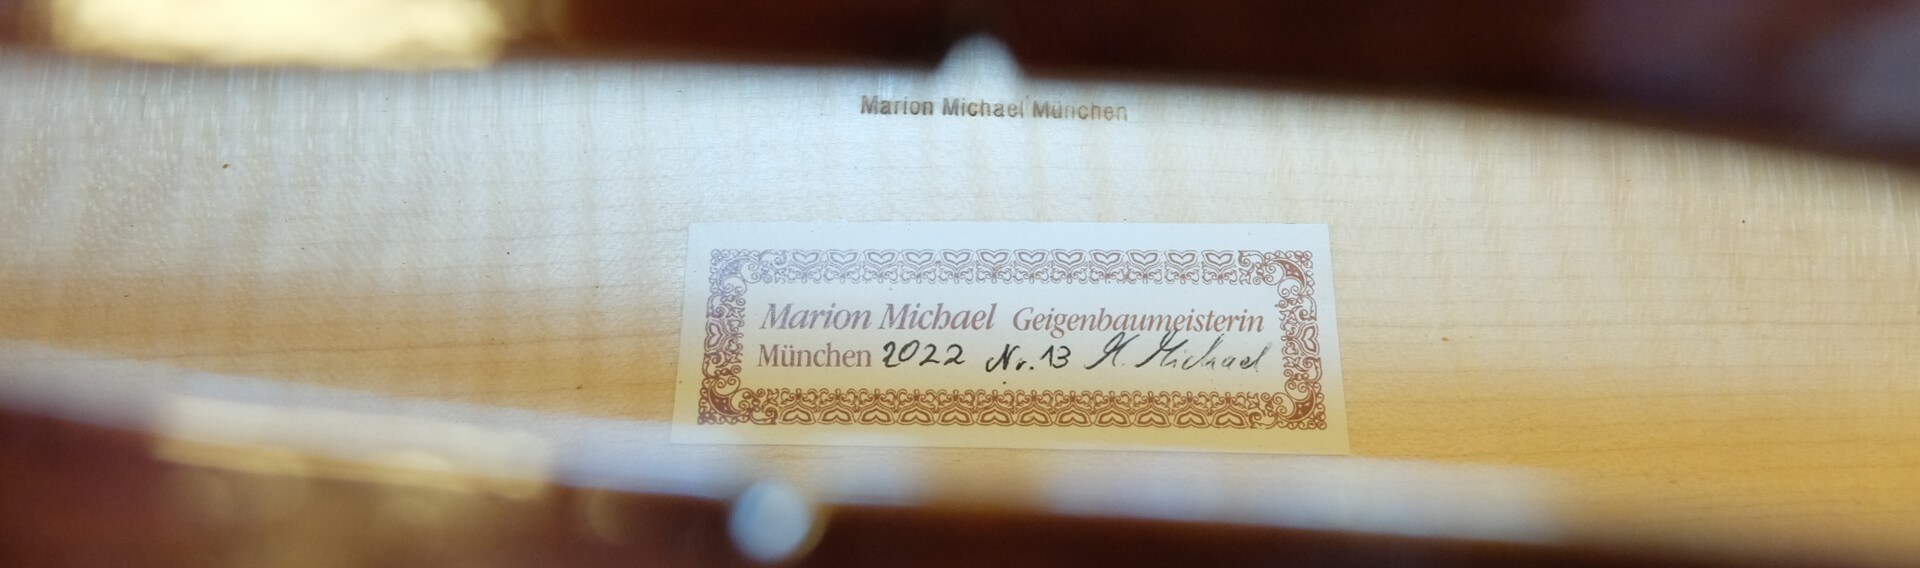 Marion Michael München
Marion Michael Geigenbaumeisterin
München 2022 Nr. 13 M. Michael